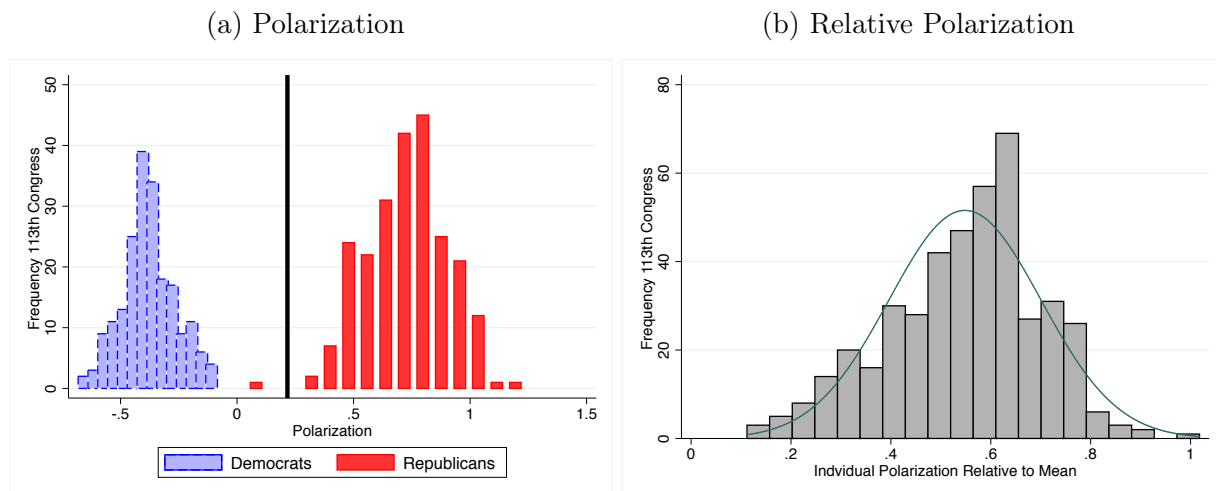 (a) Polarization
Frequency 113th Congress
50
40
30
20
10
0
-.5
0
.5
1
1.5
Polarization
Democrats
Republicans
(b) Relative Polarization
Frequency 113th Congress
80
60
40
20
0
0
.2
.4
.6
.8
1
Indvidual Polarization Relative to Mean